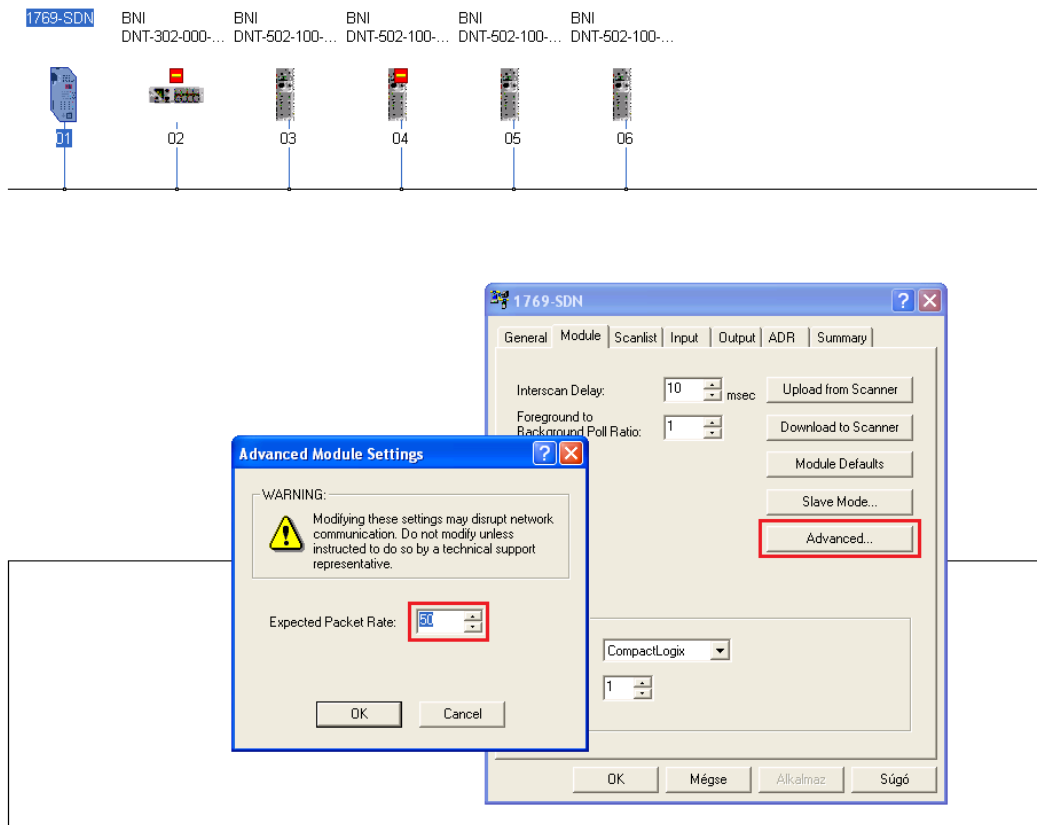 1769-SDN
BNI
DNT-302-000-...
BNI
DNT-502-100-...
BNI
DNT-502-100-...
BNI
DNT-502-100-...
BNI
DNT-502-100-...
01
02
03
04
05
06
1769-SDN
General Module Scanlist Input Output ADR Summary
Interscan Delay: 10 msec
Upload from Scanner
Foreground to
Background Poll Ratio: 1
Download to Scanner
Module Defaults
Slave Mode...
Advanced...
CompactLogix
1
OK Mégse Alkalmaz Súgó
Advanced Module Settings
WARNING:
Modifying these settings may disrupt network
communication. Do not modify unless
instructed to do so by a technical support
representative.
Expected Packet Rate: 50
OK Cancel